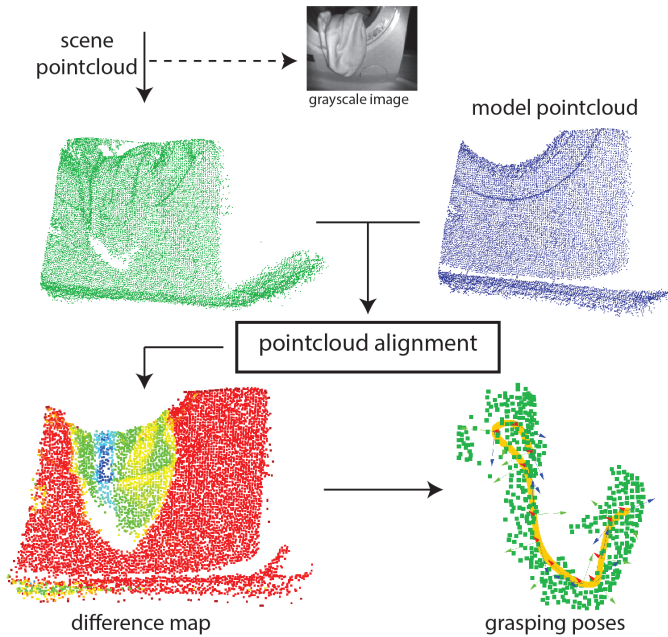 scene
pointcloud
grayscale image
model pointcloud
pointcloud alignment
difference map
grasping poses